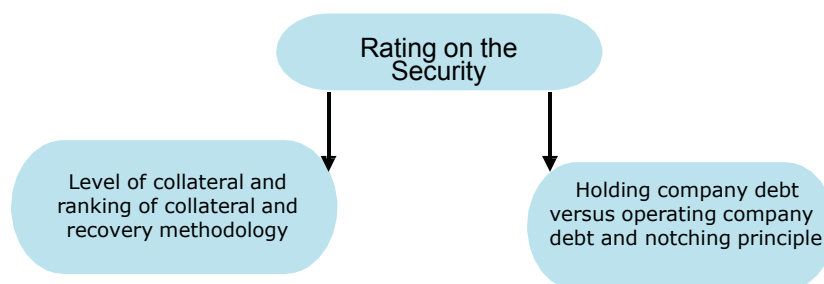 Rating on the
Security
Level of collateral and
ranking of collateral and
recovery methodology
Holding company debt
versus operating company
debt and notching principle